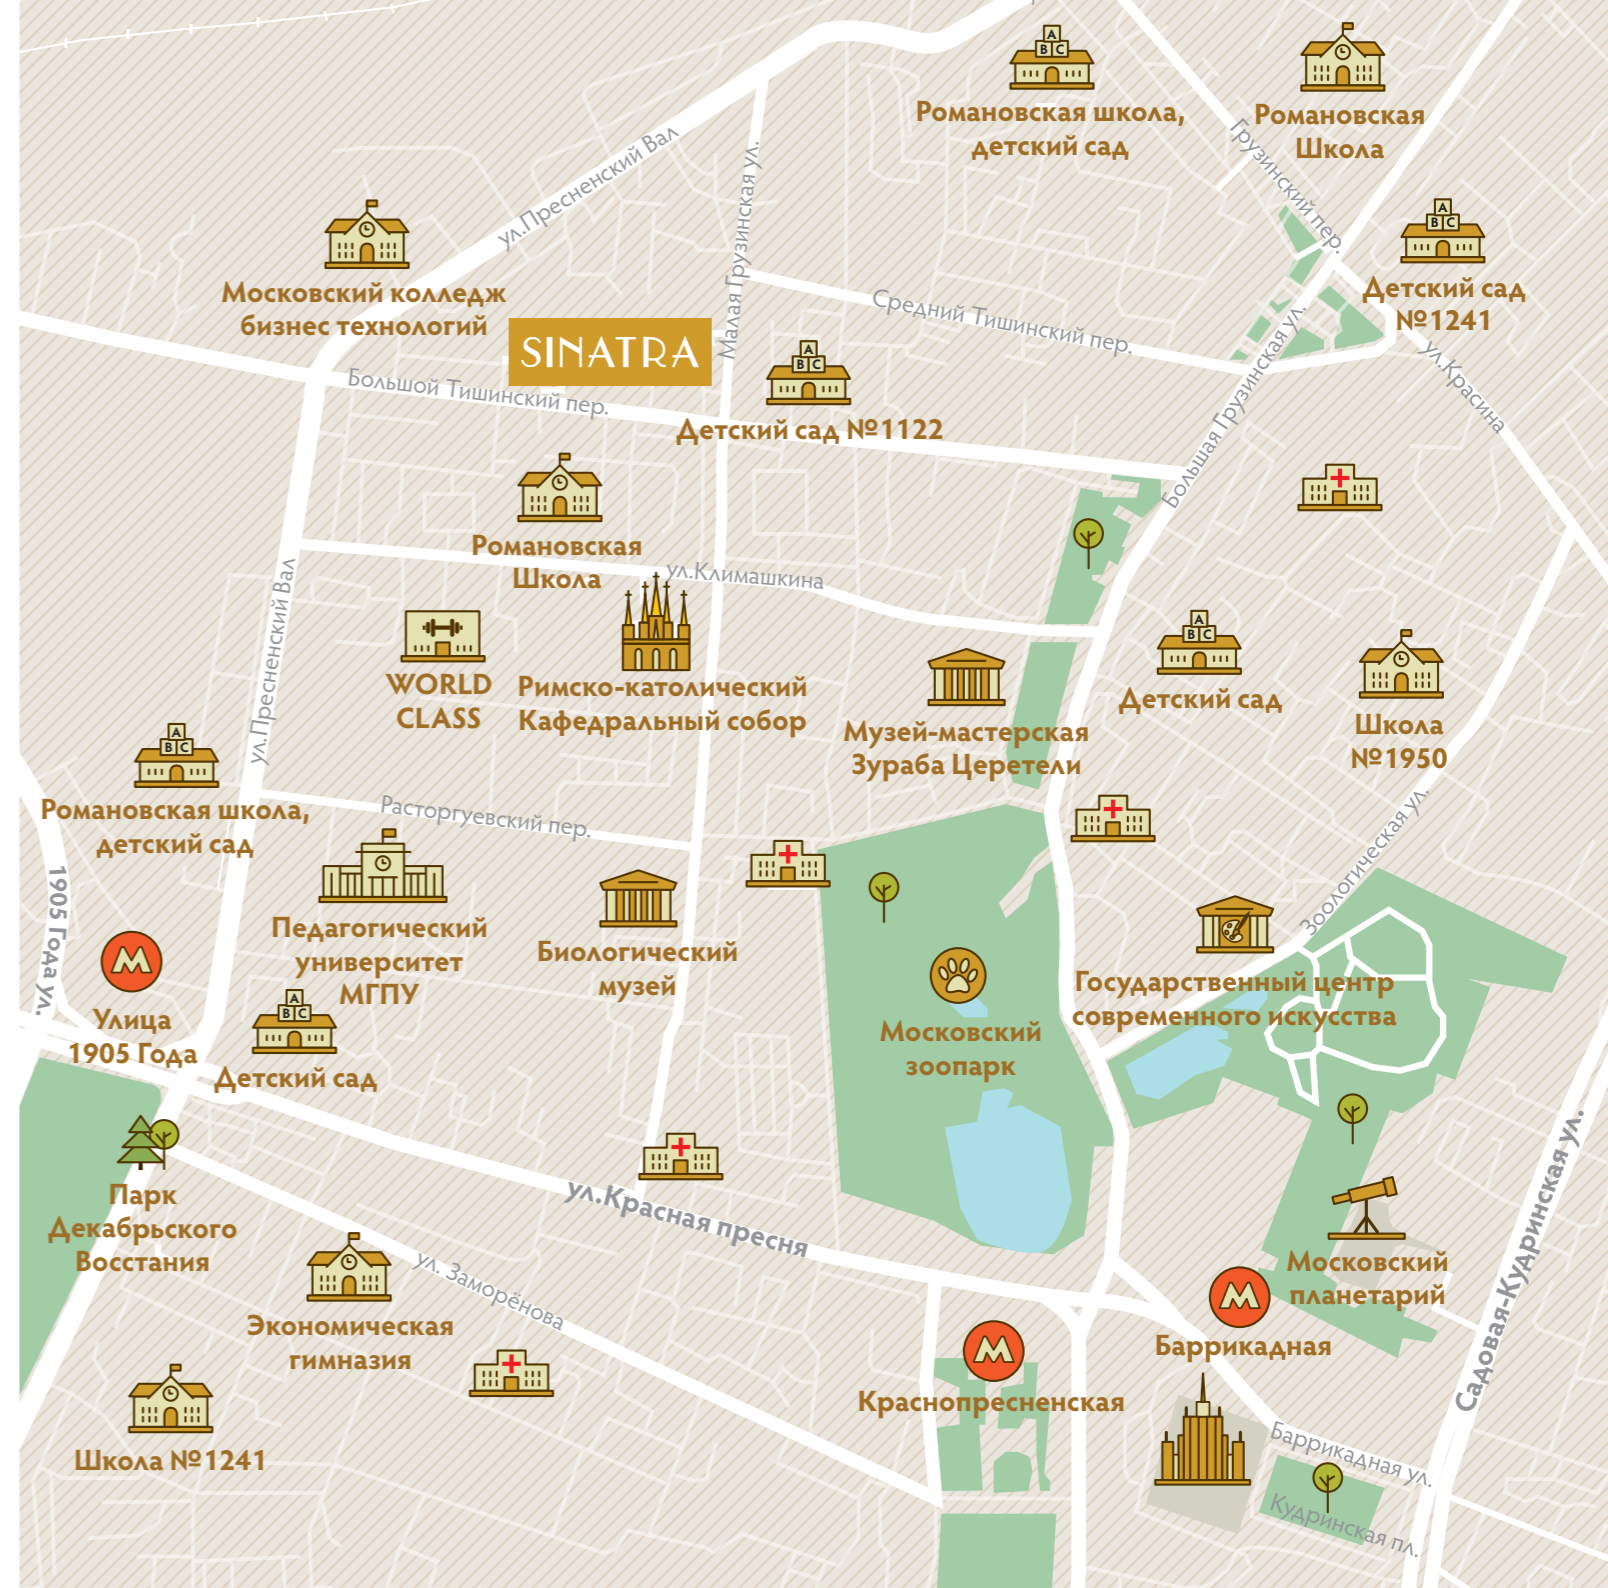 Романовская школа,
детский сад
Романовская
Школа
Грузинский пер.
ул.Пресненский Вал
Малая Грузинская ул.
Московский колледж
бизнес технологий
SINATRA
Средний Тишинский пер.
Детский сад
№1241
ул.Красина
Большой Тишинский пер.
Детский сад №1122
Большая Грузинская ул.
Романовская
Школа
ул.Климашкина
ул.Пресненский Вал
WORLD
CLASS
Римско-католический
Кафедральный собор
Музей-мастерская
Зураба Церетели
Детский сад
Школа
№1950
Романовская школа,
детский сад
Расторгуевский пер.
Зоологическая ул.
1905 Года ул.
Педагогический
университет
МГПУ
Биологический
музей
Московский
зоопарк
Государственный центр
современного искусства
Улица
1905 Года
Детский сад
Парк
Декабрьского
Восстания
ул.Красная пресня
ул. Заморёнова
Экономическая
гимназия
Московский
планетарий
Садовая-Кудринская ул.
Баррикадная
Краснопресненская
Школа №1241
Баррикадная ул.
Кудринская пл.
A
B C
A
B C
A
B C
A
B C
A
B C
A
B C
M
M
M